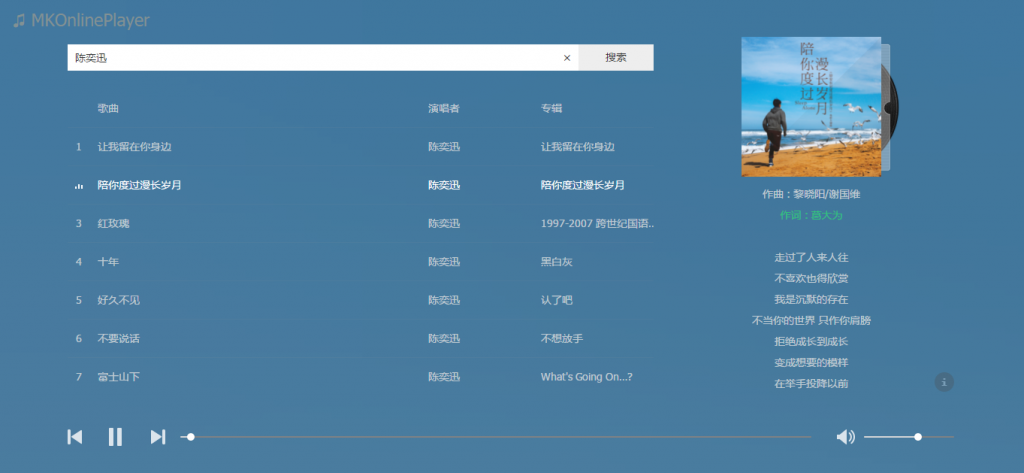 MKOnlinePlayer
陈奕迅 × 搜索
歌曲 演唱者 专辑
1 让我留在你身边 陈奕迅 让我留在你身边
陪你度过漫长岁月 陈奕迅 陪你度过漫长岁月
3 红玫瑰 陈奕迅 1997-2007 跨世纪国语..
4 十年 陈奕迅 黑白灰
5 好久不见 陈奕迅 认了吧
6 不要说话 陈奕迅 不想放手
7 富士山下 陈奕迅 What's Going On...?
陪你度过
漫长岁月
作曲 : 黎晓阳/谢国维
作词 : 葛大为
走过了人来人往
不喜欢也得欣赏
我是沉默的存在
不当你的世界 只作你肩膀
拒绝成长到成长
变成想要的模样
在举手投降以前